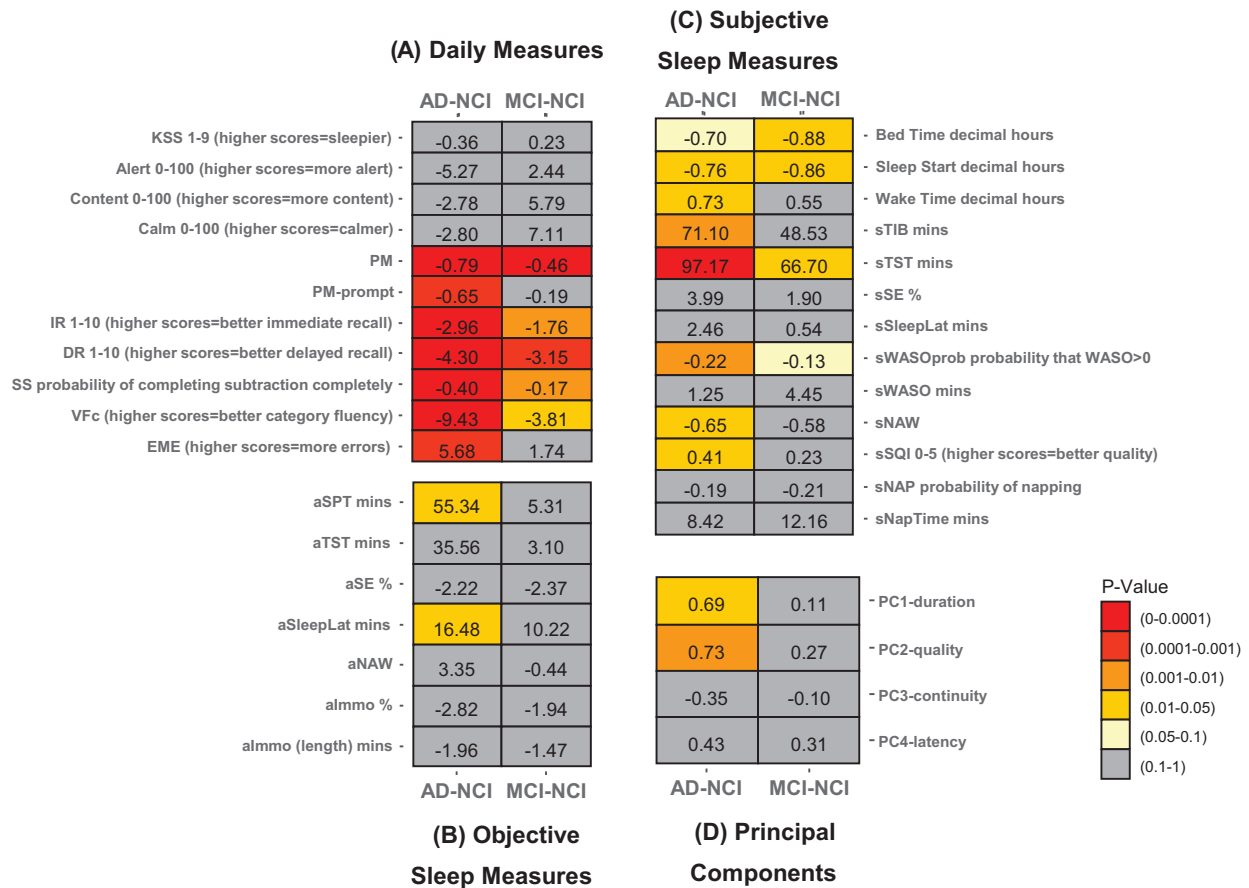 (A) Daily Measures
AD-NCI MCI-NCI
KSS 1-9 (higher scores=sleepier) -0.36 0.23
Alert 0-100 (higher scores=more alert) -5.27 2.44
Content 0-100 (higher scores=more content) -2.78 5.79
Calm 0-100 (higher scores=calmer) -2.80 7.11
PM -0.79 -0.46
PM-prompt -0.65 -0.19
IR 1-10 (higher scores=better immediate recall) -2.96 -1.76
DR 1-10 (higher scores=better delayed recall) -4.30 -3.15
SS probability of completing subtraction completely -0.40 -0.17
VFc (higher scores=better category fluency) -9.43 -3.81
EME (higher scores=more errors) 5.68 1.74
aSPT mins 55.34 5.31
aTST mins 35.56 3.10
aSE % -2.22 -2.37
aSleepLat mins 16.48 10.22
aNAW 3.35 -0.44
aImmo % -2.82 -1.94
aImmo (length) mins -1.96 -1.47
AD-NCI MCI-NCI
(B) Objective
Sleep Measures
(C) Subjective
Sleep Measures
AD-NCI MCI-NCI
-0.70 -0.88 Bed Time decimal hours
-0.76 -0.86 Sleep Start decimal hours
0.73 0.55 Wake Time decimal hours
71.10 48.53 sTIB mins
97.17 66.70 sTST mins
3.99 1.90 sSE %
2.46 0.54 sSleepLat mins
-0.22 -0.13 sWASOprob probability that WASO>0
1.25 4.45 sWASO mins
-0.65 -0.58 sNAW
0.41 0.23 sSQI 0-5 (higher scores=better quality)
-0.19 -0.21 sNAP probability of napping
8.42 12.16 sNapTime mins
0.69 0.11 PC1-duration
0.73 0.27 PC2-quality
-0.35 -0.10 PC3-continuity
0.43 0.31 PC4-latency
AD-NCI MCI-NCI
(D) Principal
Components
P-Value
(0-0.0001)
(0.0001-0.001)
(0.001-0.01)
(0.01-0.05)
(0.05-0.1)
(0.1-1)